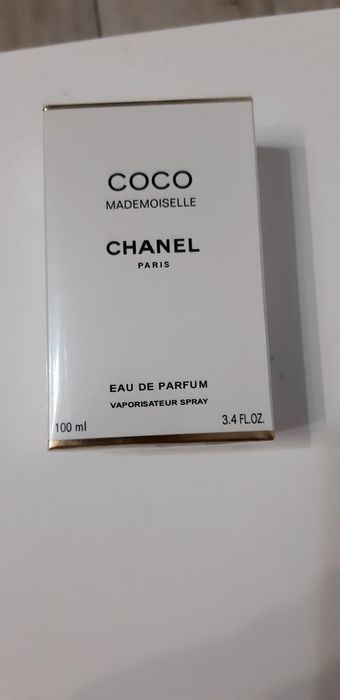 COCO
MADEMOISELLE
CHANEL
PARIS
EAU DE PARFUM
VAPORISATEUR SPRAY
100 ml 3.4 FL.OZ.